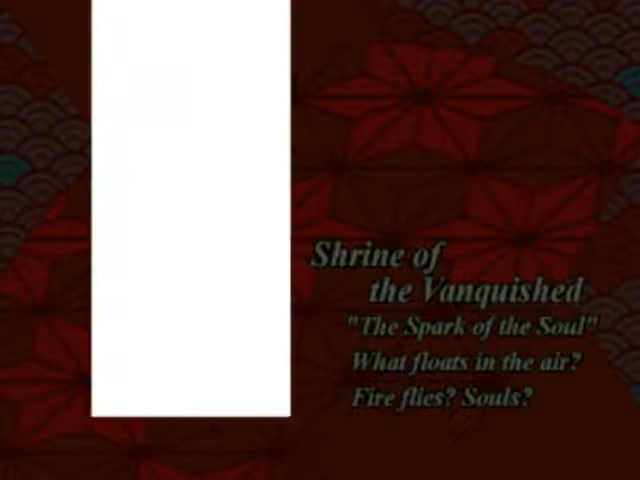 Shrine of
the Vanquished
"The Spark of the Soul"
What floats in the air?
Fire flies? Souls?